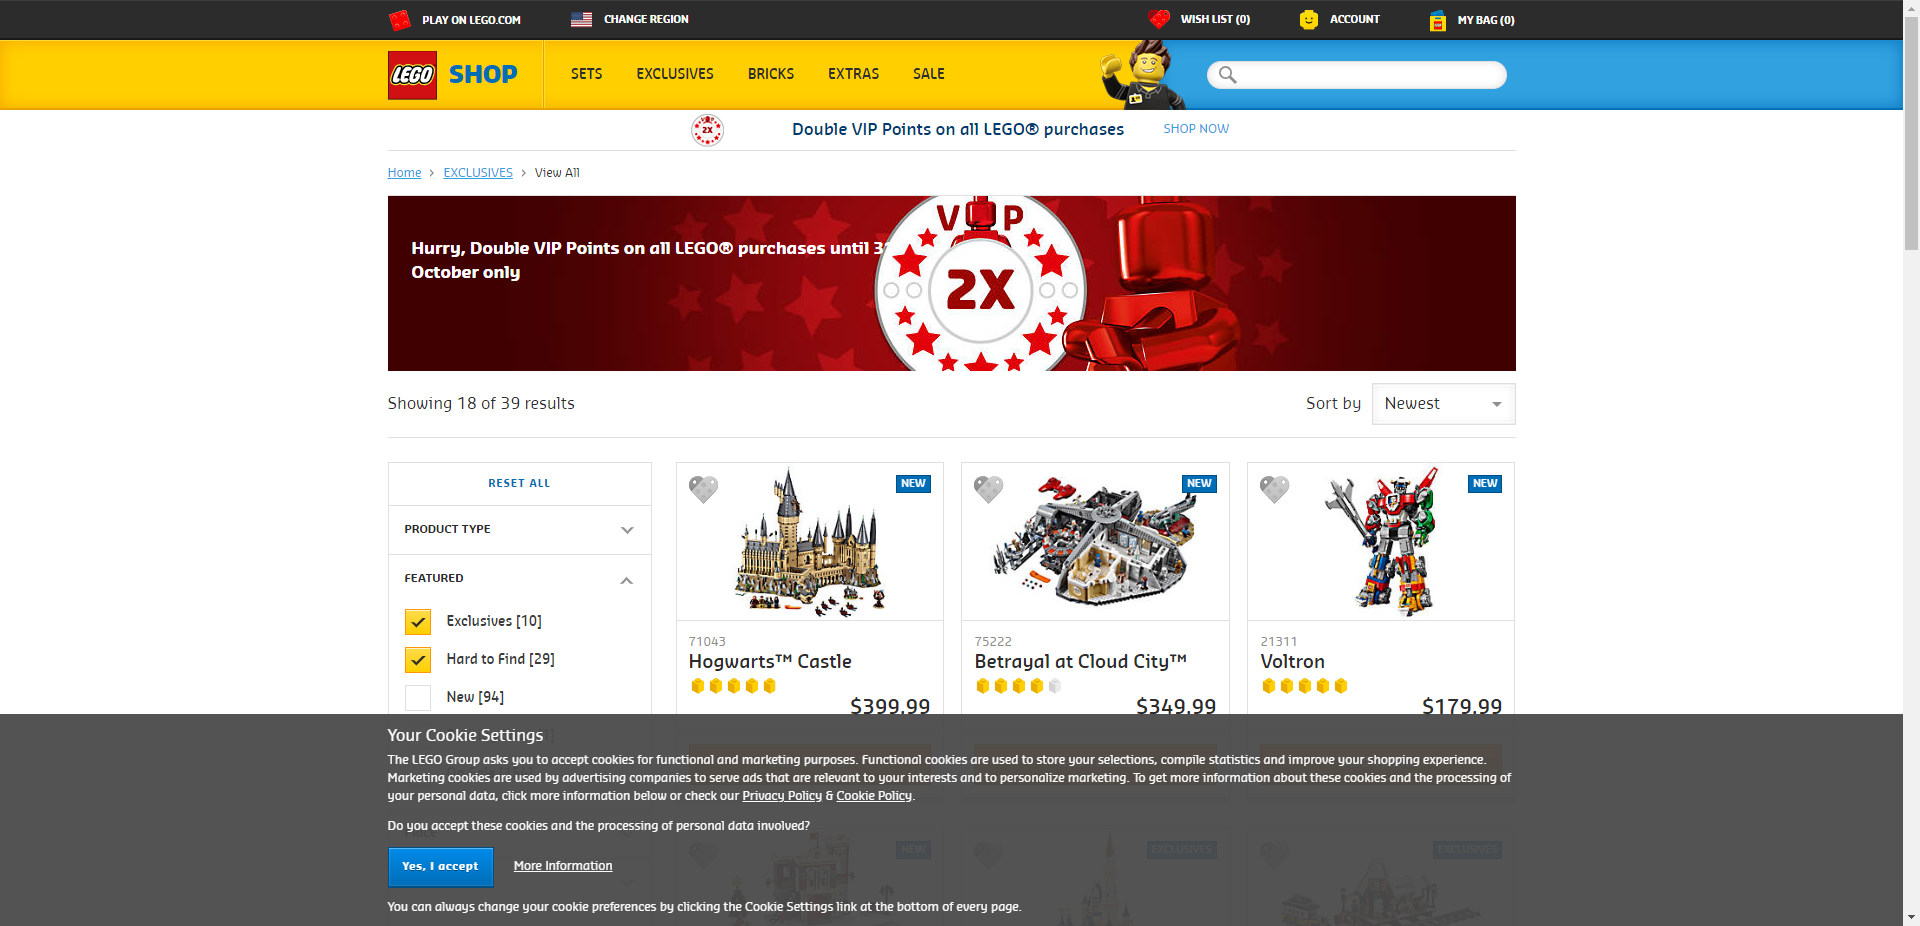 PLAY ON LEGO.COM
CHANGE REGION
WISH LIST (0)
ACCOUNT
MY BAG (0)
LEGO SHOP
SETS
EXCLUSIVES
BRICKS
EXTRAS
SALE
2X
Double VIP Points on all LEGO® purchases
SHOP NOW
Home > EXCLUSIVES > View All
Hurry, Double VIP Points on all LEGO® purchases until
October only
VIP
2X
Showing 18 of 39 results
Sort by
Newest
RESET ALL
PRODUCT TYPE
FEATURED
Exclusives [10]
Hard to Find [29]
New [94]
NEW
71043
Hogwarts™ Castle
$399.99
NEW
75222
Betrayal at Cloud City™
$349.99
NEW
21311
Voltron
$179.99
Your Cookie Settings
The LEGO Group asks you to accept cookies for functional and marketing purposes. Functional cookies are used to store your selections, compile statistics and improve your shopping experience.
Marketing cookies are used by advertising companies to serve ads that are relevant to your interests and to personalize marketing. To get more information about these cookies and the processing of
your personal data, click more information below or check our Privacy Policy & Cookie Policy.
Do you accept these cookies and the processing of personal data involved?
Yes, I accept
More Information
You can always change your cookie preferences by clicking the Cookie Settings link at the bottom of every page.
NEW
EXCLUSIVES
EXCLUSIVES